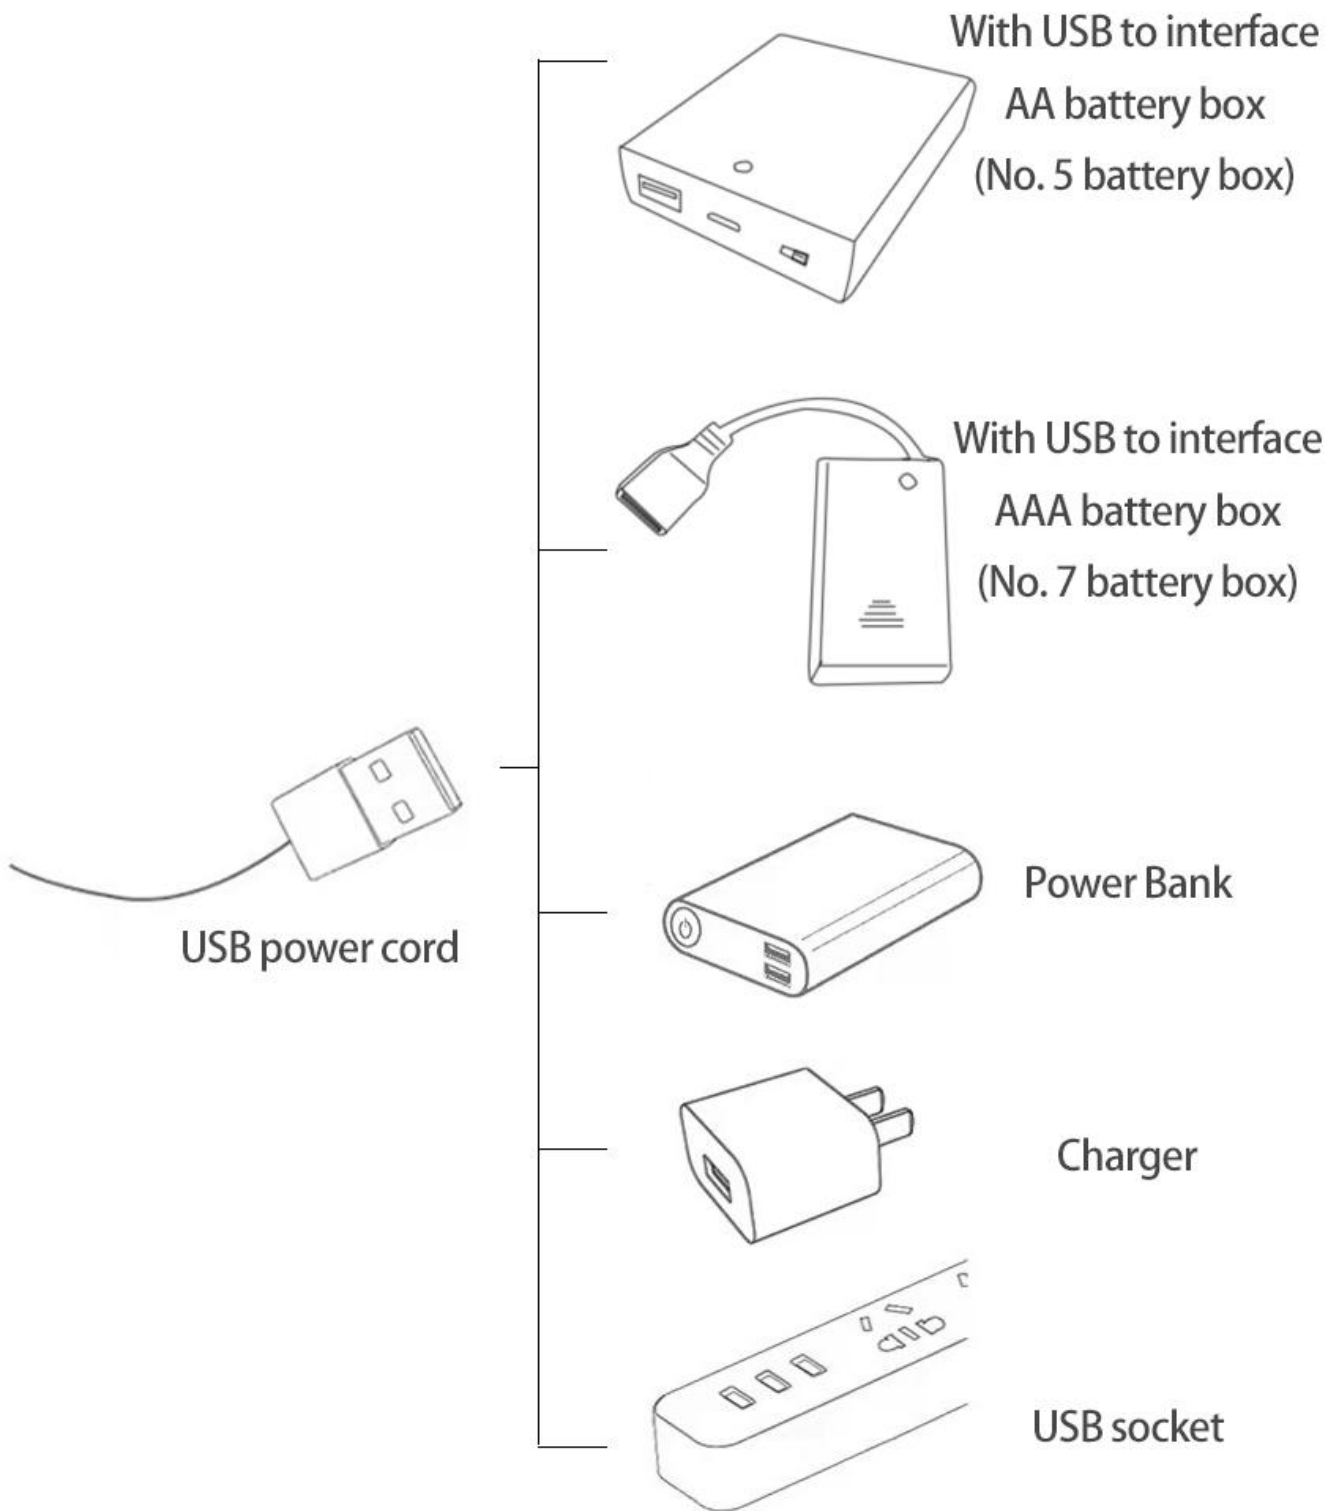 With USB to interface
AA battery box
(No. 5 battery box)
With USB to interface
AAA battery box
(No. 7 battery box)
USB power cord
Power Bank
Charger
USB socket